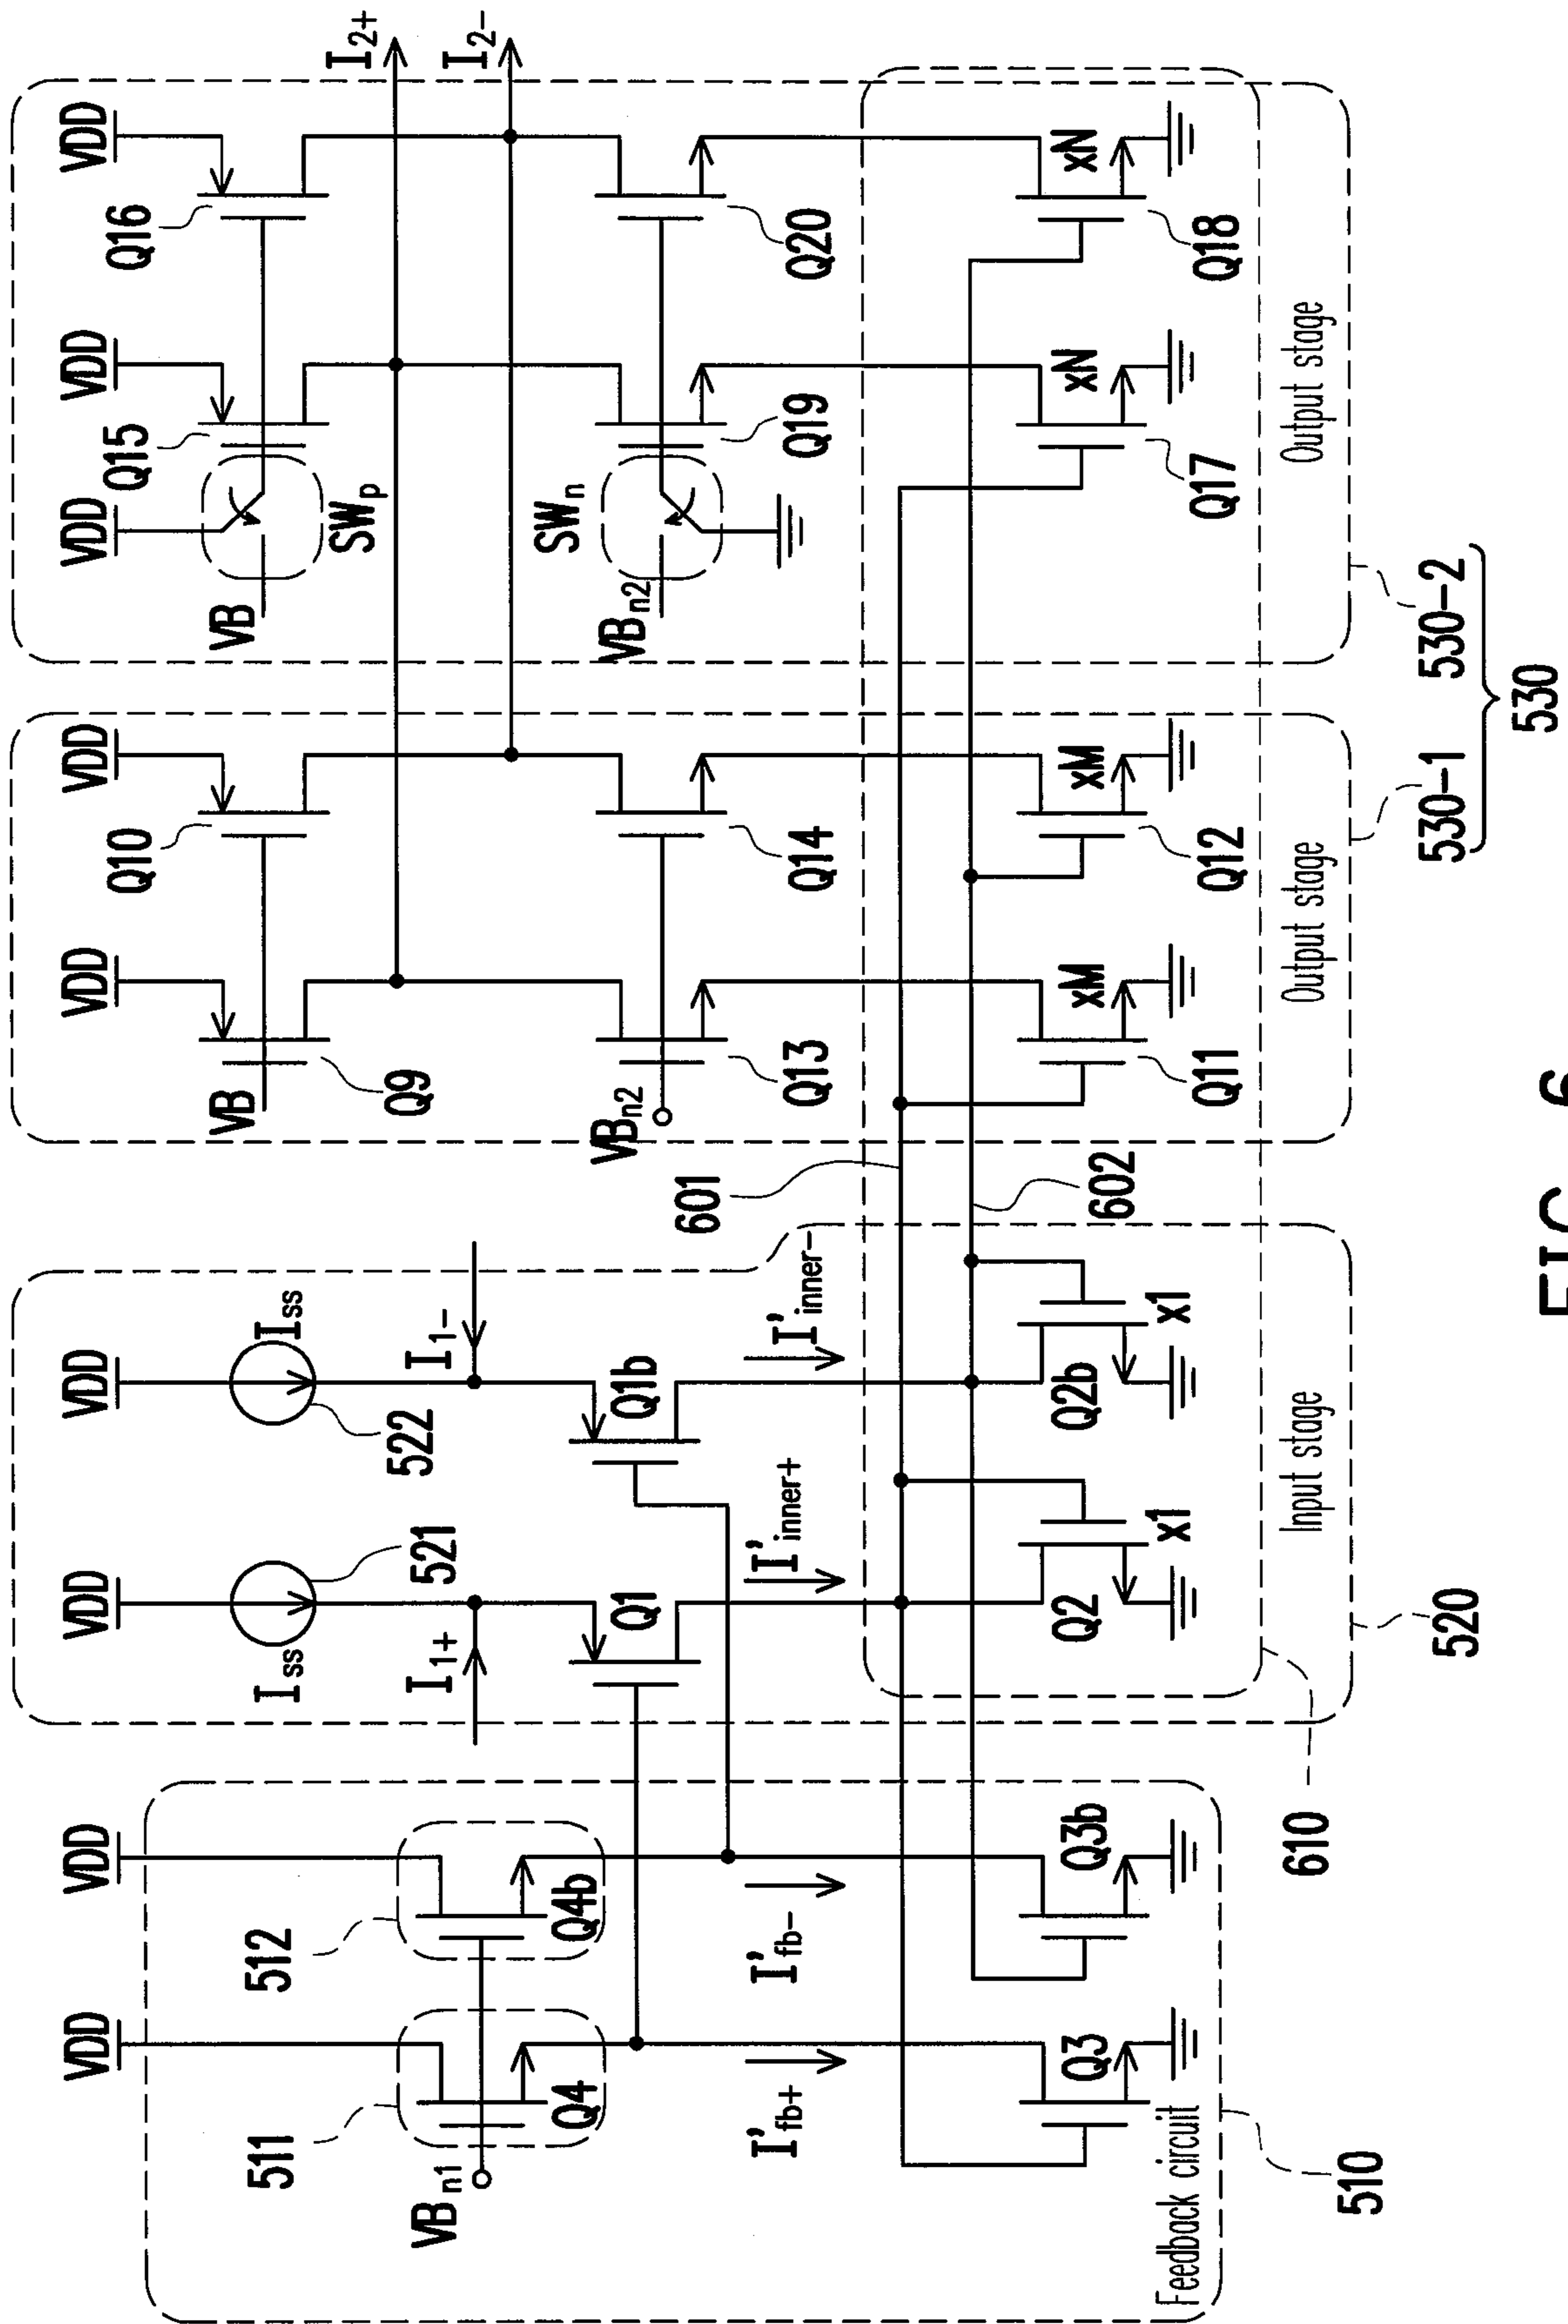 VDD
VDD
VDD
VDD
VDD
VDD
VDD
VDD
VDD
511
512
Q4
Q4b
VBn1
I'fb+
I'fb-
Q3
Q3b
Feedback circuit
510
Iss
521
Iss
522
I1+
I1-
Q1
Q1b
I'inner+
I'inner-
Q2
x1
Q2b
x1
Input stage
520
610
601
602
VB
Q9
Q10
VBn2
Q13
Q14
Q11
xM
Q12
xM
Output stage
530-1
VB
SWp
Q15
Q16
VBn2
SWn
Q19
Q20
Q17
xN
Q18
xN
Output stage
530-2
530
I2+
I2-
FIG. 6